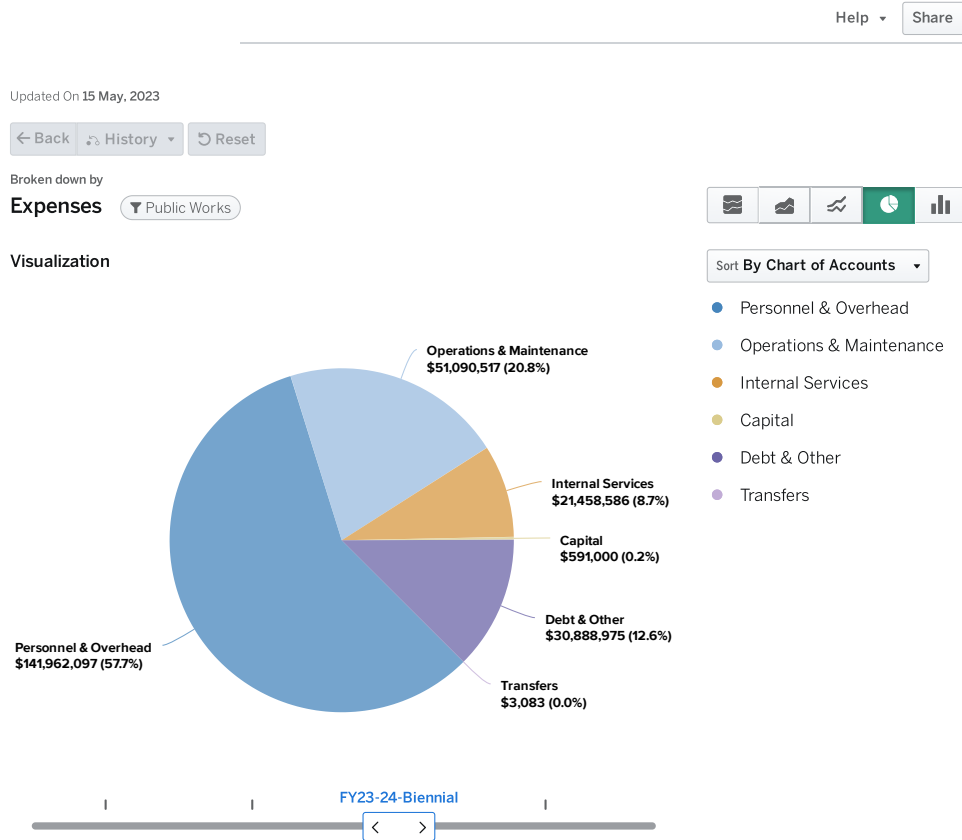 Help
Share
Updated On 15 May, 2023
Back
History
Reset
Broken down by
Expenses
Public Works
Visualization
Sort By Chart of Accounts
Personnel & Overhead
Operations & Maintenance
Internal Services
Capital
Debt & Other
Transfers
Operations & Maintenance
$51,090,517 (20.8%)
Internal Services
$21,458,586 (8.7%)
Capital
$591,000 (0.2%)
Debt & Other
$30,888,975 (12.6%)
Personnel & Overhead
$141,962,097 (57.7%)
Transfers
$3,083 (0.0%)
FY23-24-Biennial